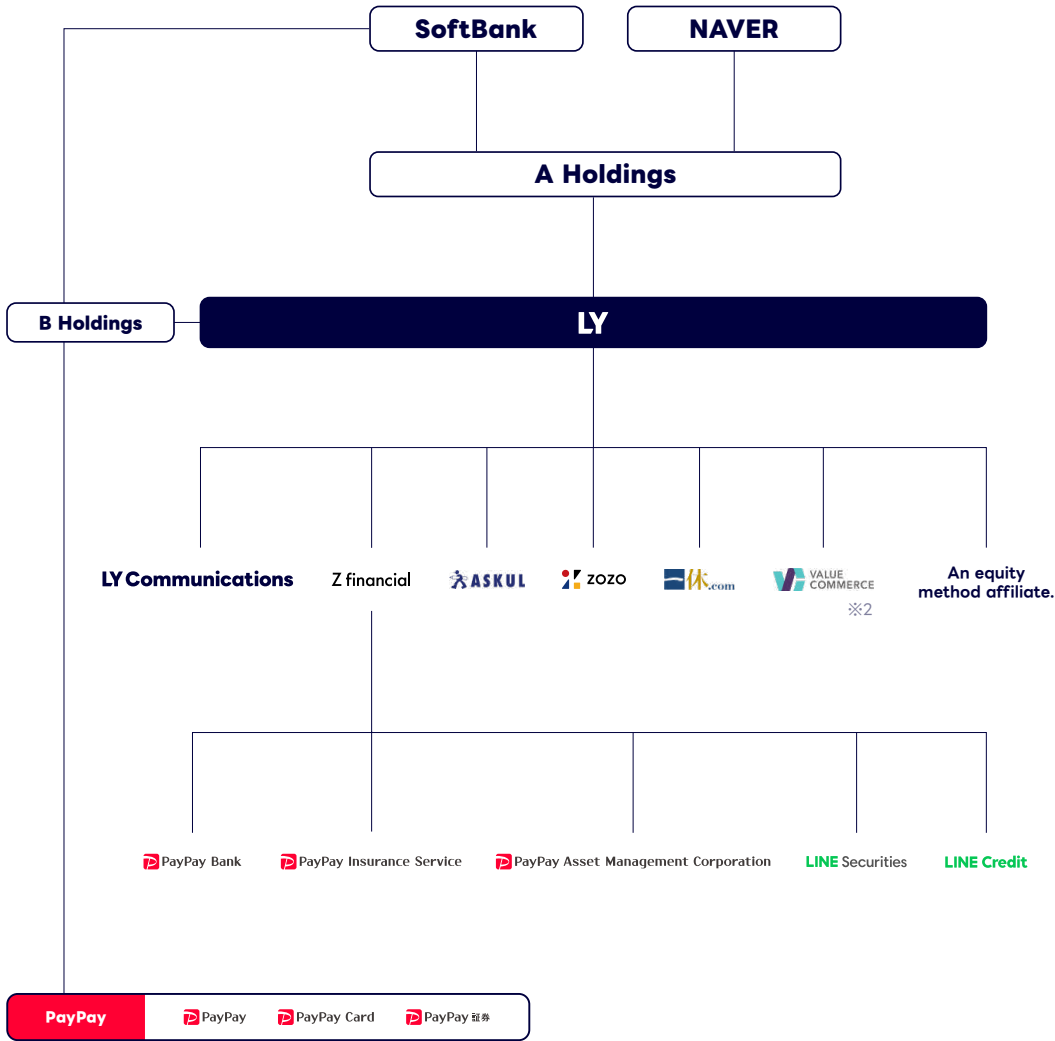 SoftBank
NAVER
A Holdings
B Holdings
LY
LY Communications
Z financial
ASKUL
ZOZO
一休.com
VALUE
COMMERCE
※2
An equity
method affiliate.
PayPay Bank
PayPay Insurance Service
PayPay Asset Management Corporation
LINE Securities
LINE Credit
PayPay
PayPay
PayPay Card
PayPay 証券